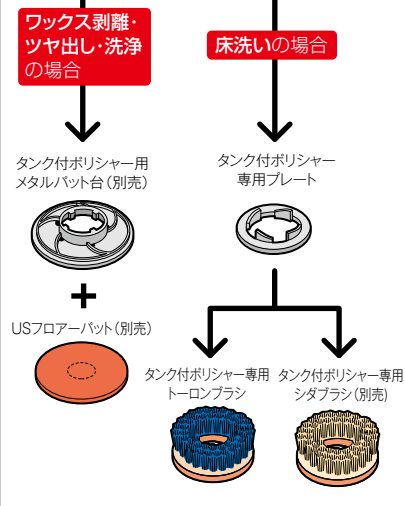 ワックス剥離・
ツヤ出し・洗浄
の場合
床洗いの場合
タンク付ポリシャー用
メタルパット台（別売）
タンク付ポリシャー
専用プレート
+
USフロアーパット（別売）
タンク付ポリシャー専用
トーロンブラシ
タンク付ポリシャー専用
シダブラシ（別売）